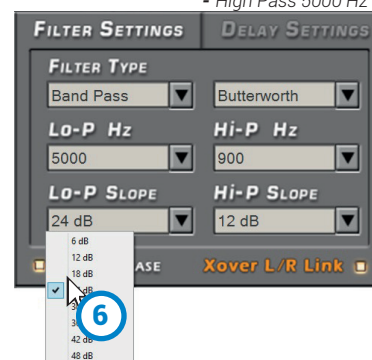 - High Pass 5000 Hz
FILTER SETTINGS DELAY SETTINGS
FILTER TYPE
Band Pass Butterworth
LO-P HZ HI-P HZ
5000 900
LO-P SLOPE HI-P SLOPE
24 dB 12 dB
6 dB
12 dB
18 dB
ASE Xover L/R Link
6
42 dB
48 dB